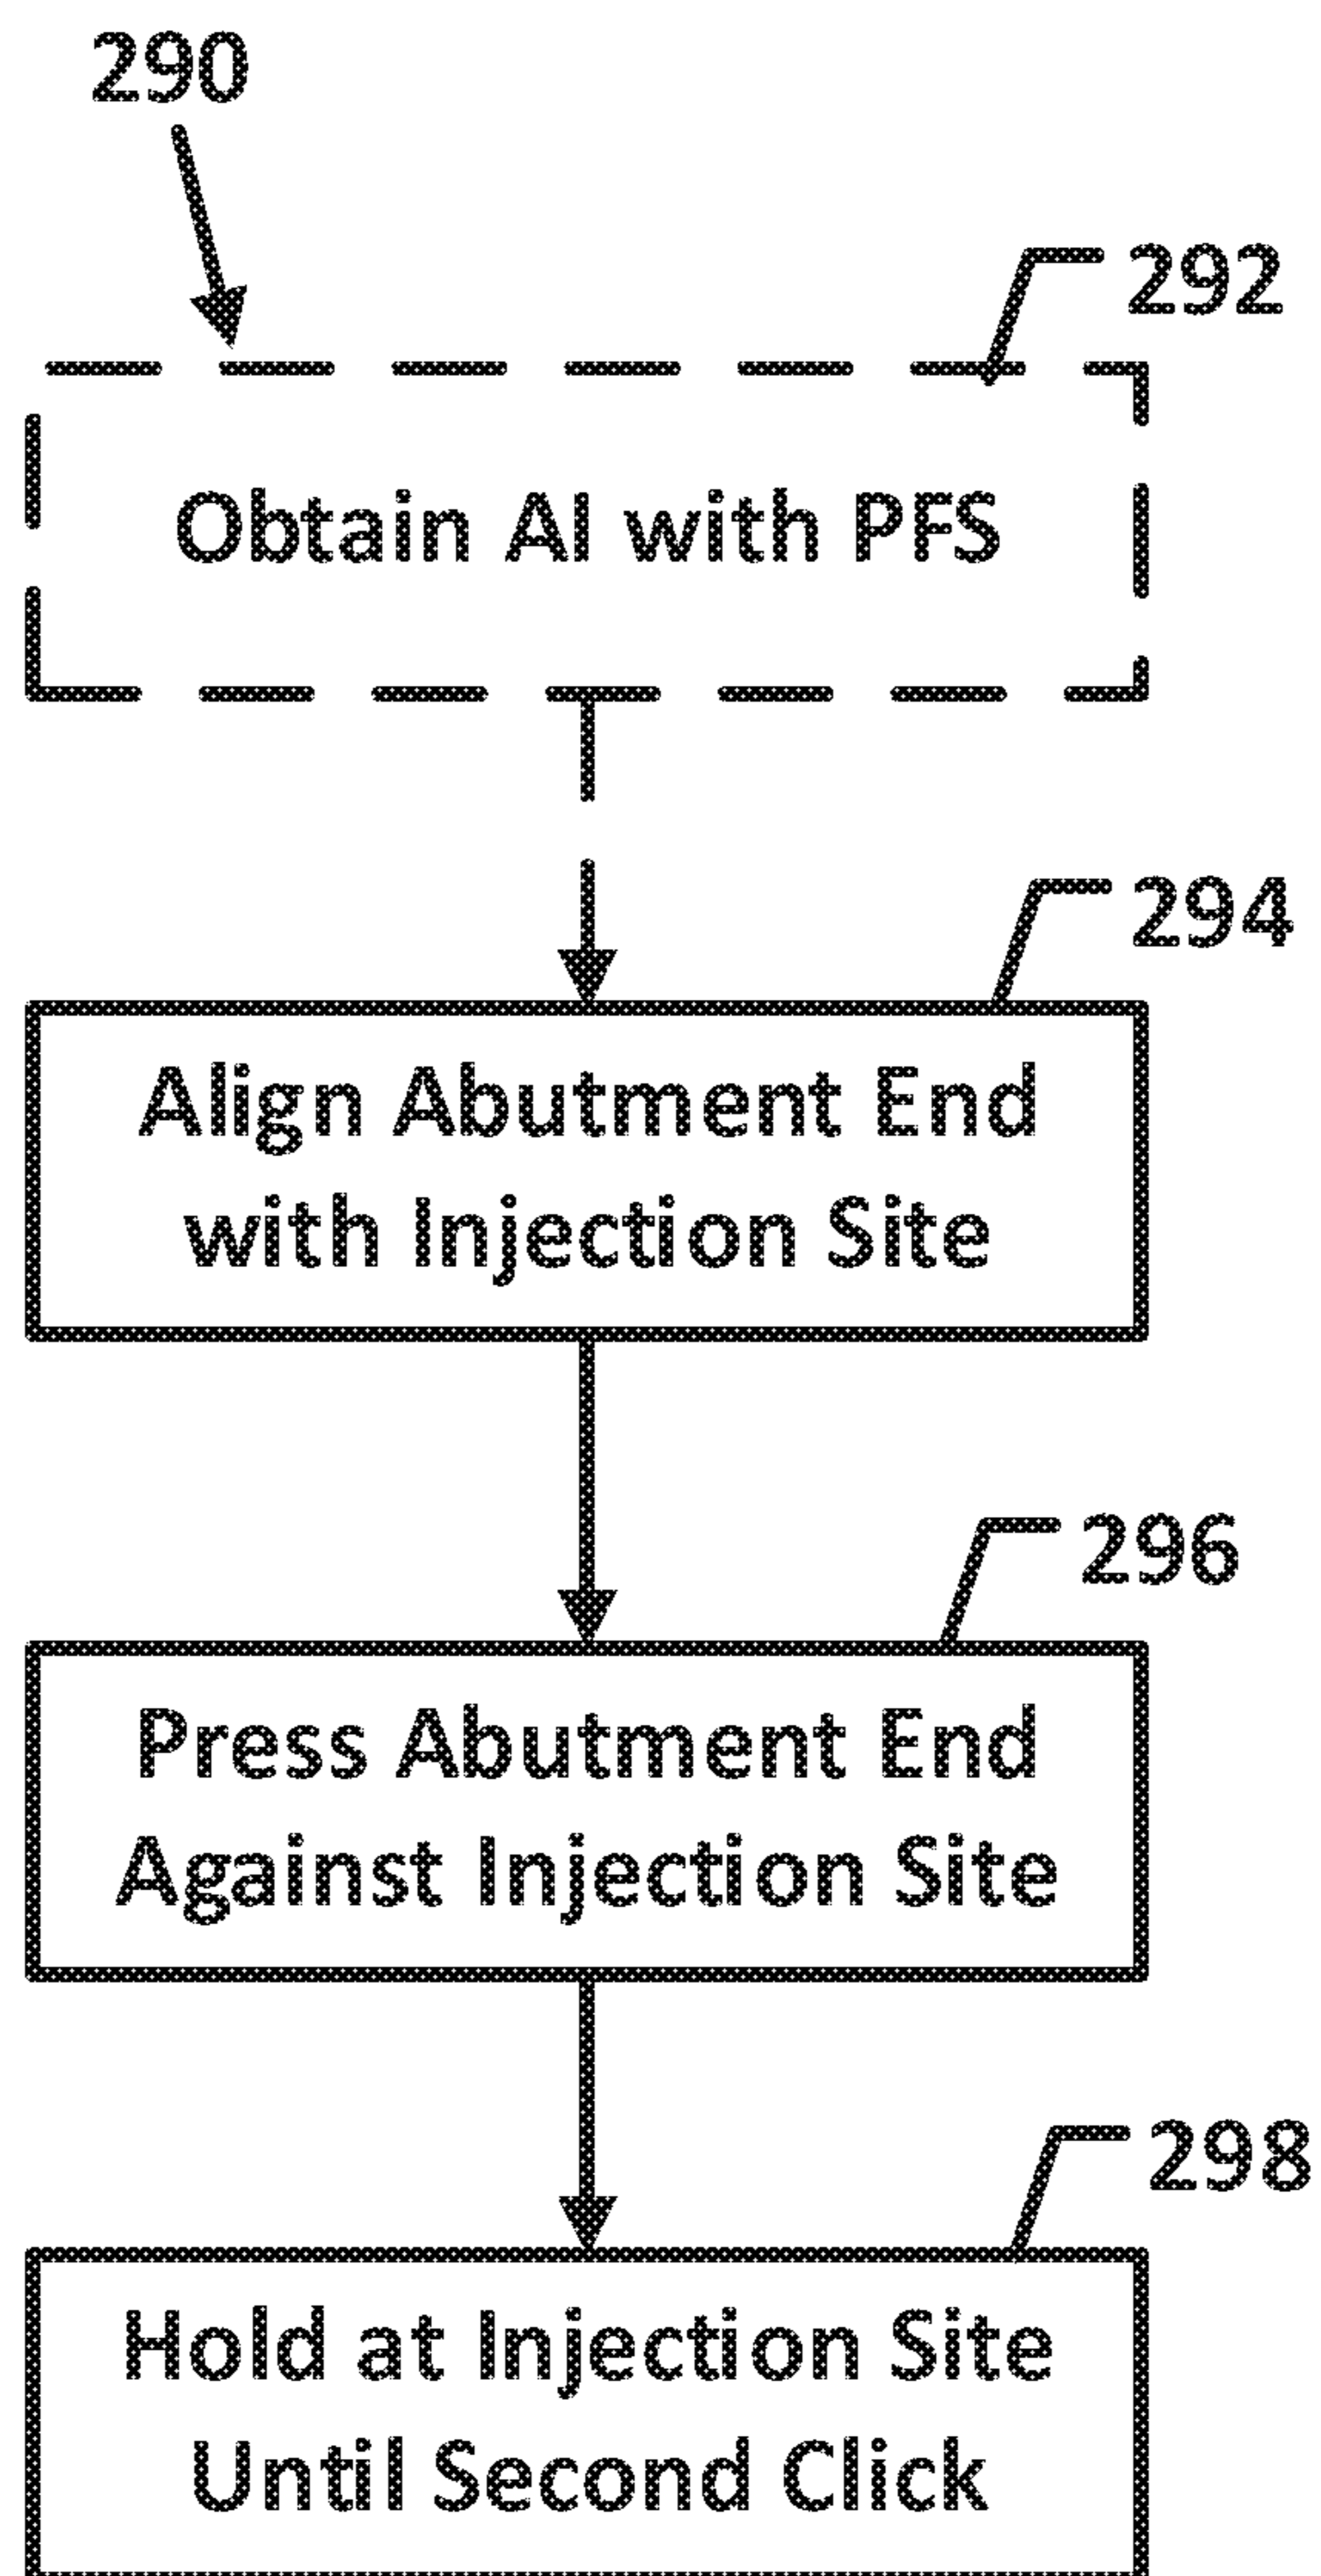 290
292
Obtain AI with PFS
294
Align Abutment End
with Injection Site
296
Press Abutment End
Against Injection Site
298
Hold at Injection Site
Until Second Click